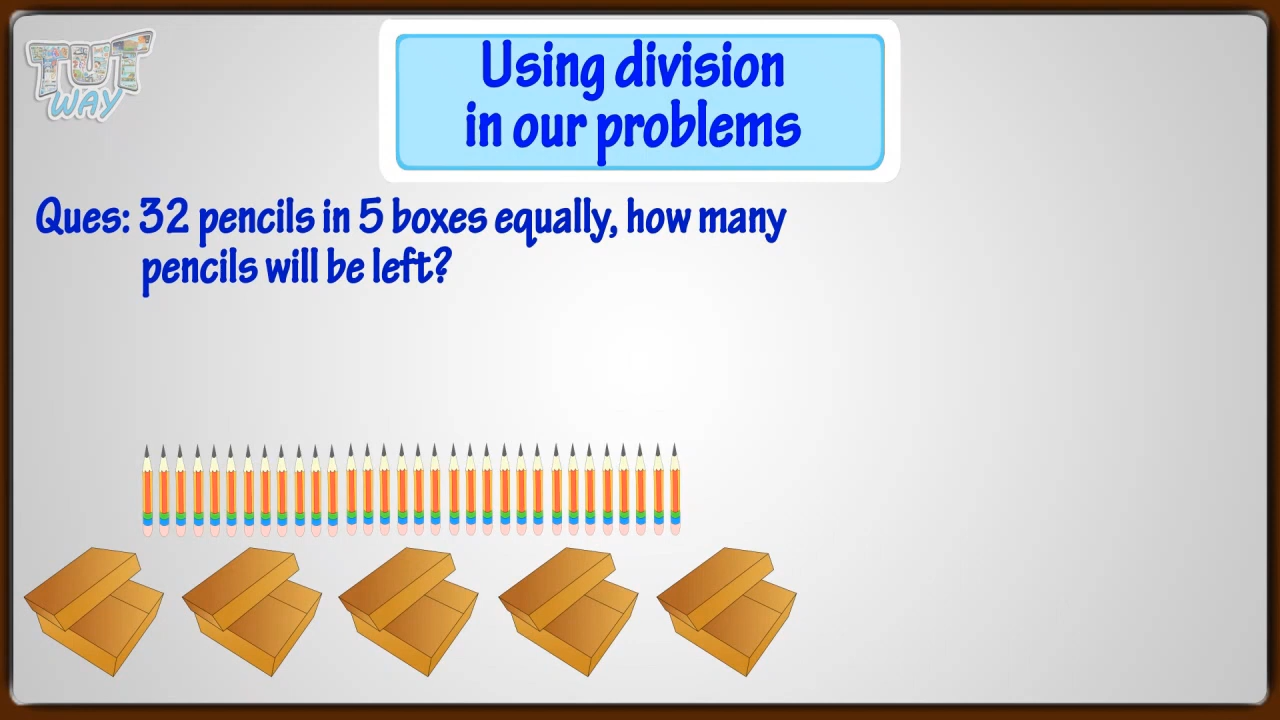 TUT
WAY
Using division
in our problems
Ques: 32 pencils in 5 boxes equally, how many
pencils will be left?